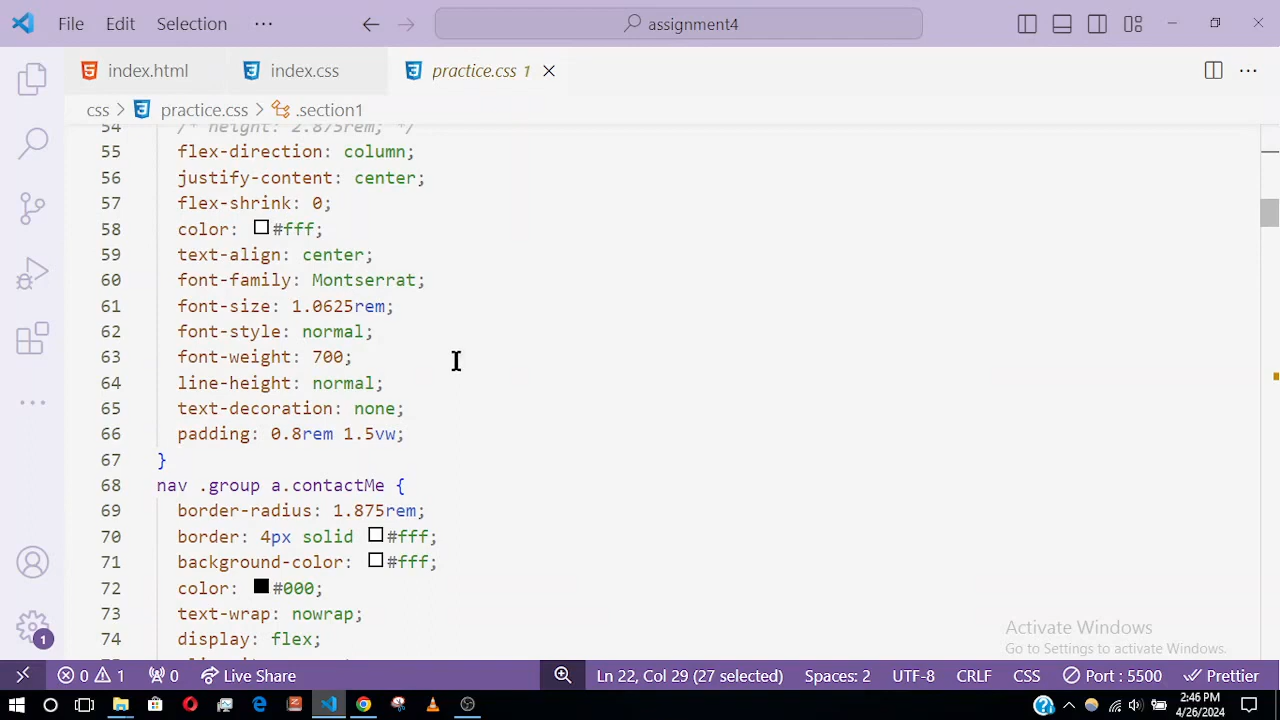 File Edit Selection ··· assignment4
index.html index.css practice.css 1
css > practice.css > .section1
54 /* height: 2.875rem; */
55 flex-direction: column;
56 justify-content: center;
57 flex-shrink: 0;
58 color: #fff;
59 text-align: center;
60 font-family: Montserrat;
61 font-size: 1.0625rem;
62 font-style: normal;
63 font-weight: 700;
64 line-height: normal;
65 text-decoration: none;
66 padding: 0.8rem 1.5vw;
67 }
68 nav .group a.contactMe {
69 border-radius: 1.875rem;
70 border: 4px solid #fff;
71 background-color: #fff;
72 color: #000;
73 text-wrap: nowrap;
74 display: flex;
Activate Windows
Go to Settings to activate Windows.
1
0 1 0 Live Share Ln 22, Col 29 (27 selected) Spaces: 2 UTF-8 CRLF CSS Port : 5500 Prettier
2:46 PM
4/26/2024